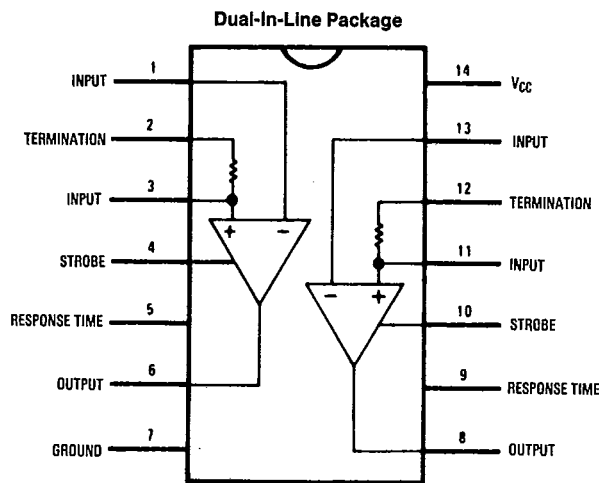 Dual-In-Line Package
1
INPUT
2
TERMINATION
3
INPUT
4
STROBE
5
RESPONSE TIME
6
OUTPUT
7
GROUND
14
VCC
13
INPUT
12
TERMINATION
11
INPUT
10
STROBE
9
RESPONSE TIME
8
OUTPUT
+ −
− +